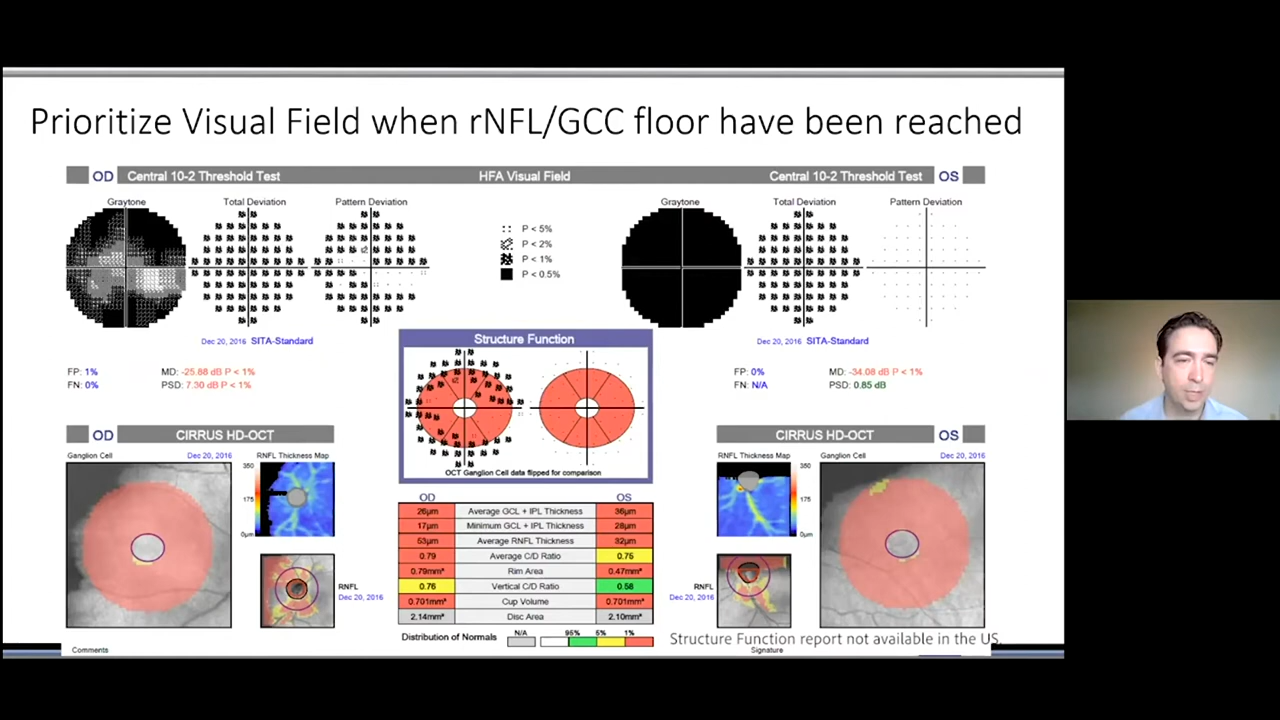 Prioritize Visual Field when rNFL/GCC floor have been reached
OD Central 10-2 Threshold Test HFA Visual Field Central 10-2 Threshold Test OS
Graytone Total Deviation Pattern Deviation Graytone Total Deviation Pattern Deviation
P < 5%
P < 2%
P < 1%
P < 0.5%
Dec 20, 2016 SITA-Standard Dec 20, 2016 SITA-Standard
FP: 1% MD: -25.88 dB P < 1% FP: 0% MD: -34.08 dB P < 1%
FN: 0% PSD: 7.30 dB P < 1% FN: N/A PSD: 0.85 dB
Structure Function
OCT Ganglion Cell data flipped for comparison
OD CIRRUS HD-OCT CIRRUS HD-OCT OS
Ganglion Cell Dec 20, 2016 RNFL Thickness Map RNFL Thickness Map Ganglion Cell Dec 20, 2016
350 350
175 175
0µm 0µm
RNFL RNFL
Dec 20, 2016 Dec 20, 2016
OD OS
26µm Average GCL + IPL Thickness 36µm
17µm Minimum GCL + IPL Thickness 28µm
53µm Average RNFL Thickness 32µm
0.79 Average C/D Ratio 0.75
0.79mm² Rim Area 0.47mm²
0.76 Vertical C/D Ratio 0.58
0.701mm³ Cup Volume 0.701mm³
2.14mm² Disc Area 2.10mm²
Distribution of Normals N/A 95% 5% 1%
Structure Function report not available in the US.
Comments Signature